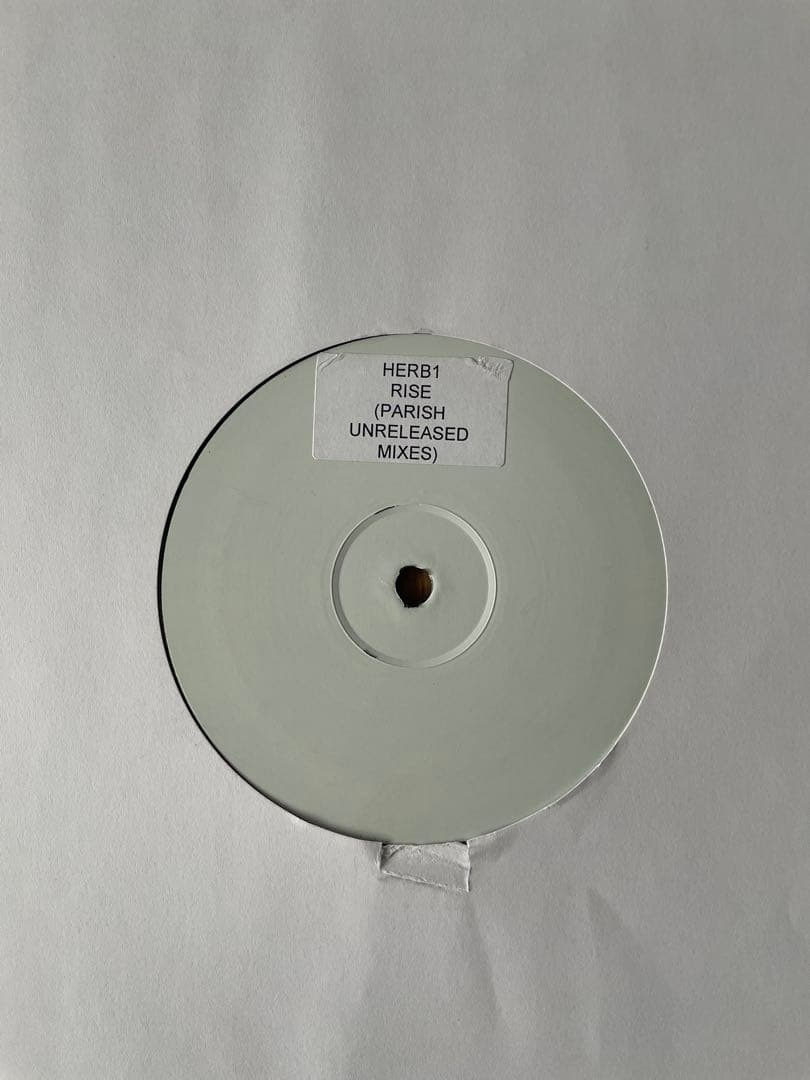 HERB1
RISE
(PARISH
UNRELEASED
MIXES)